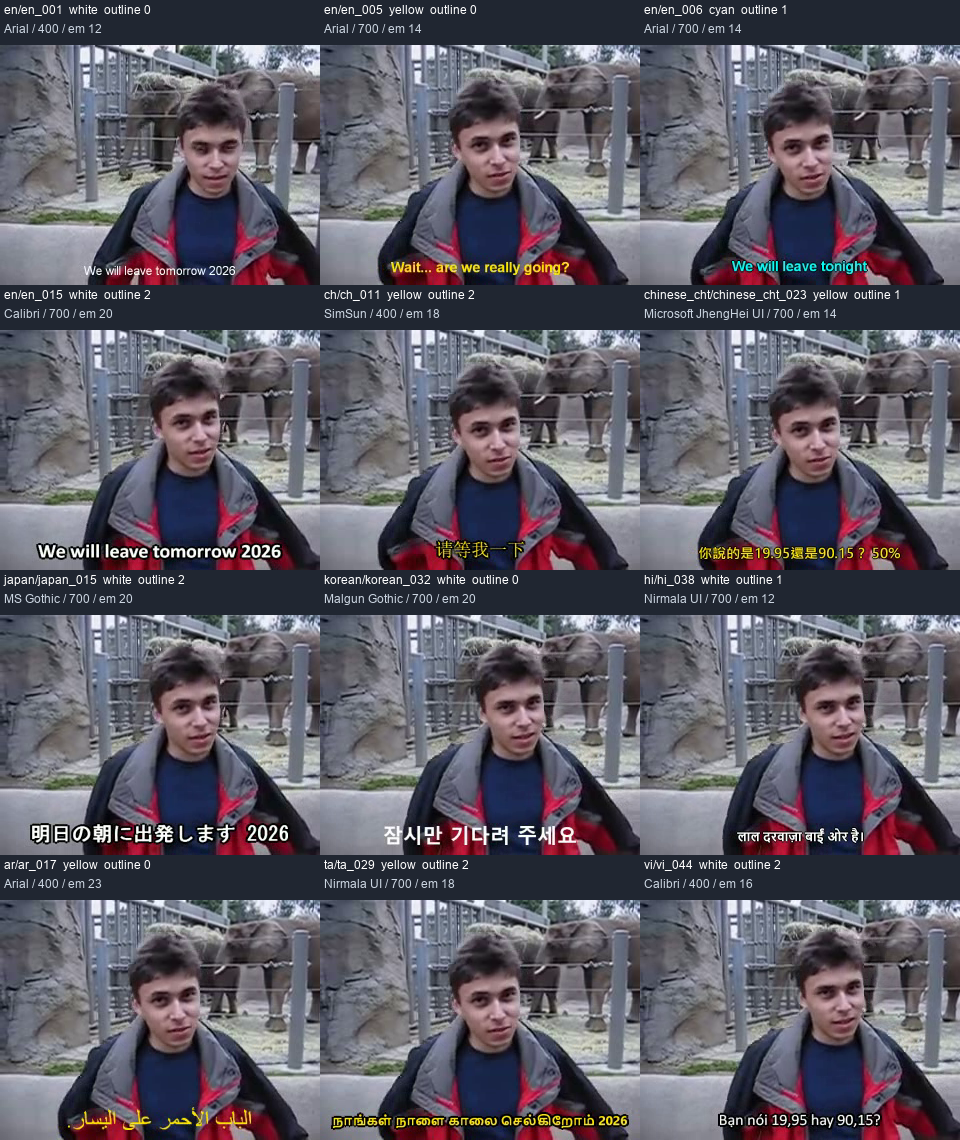 en/en_001 white outline 0
Arial / 400 / em 12
We will leave tomorrow 2026
en/en_005 yellow outline 0
Arial / 700 / em 14
Wait... are we really going?
en/en_006 cyan outline 1
Arial / 700 / em 14
We will leave tonight
en/en_015 white outline 2
Calibri / 700 / em 20
We will leave tomorrow 2026
ch/ch_011 yellow outline 2
SimSun / 400 / em 18
请等我一下
chinese_cht/chinese_cht_023 yellow outline 1
Microsoft JhengHei UI / 700 / em 14
你說的是19.95還是90.15？50%
japan/japan_015 white outline 2
MS Gothic / 700 / em 20
明日の朝に出発します 2026
korean/korean_032 white outline 0
Malgun Gothic / 700 / em 20
잠시만 기다려 주세요
hi/hi_038 white outline 1
Nirmala UI / 700 / em 12
लाल दरवाज़ा बाईं ओर है।
ar/ar_017 yellow outline 0
Arial / 400 / em 23
الباب الأحمر على اليسار.
ta/ta_029 yellow outline 2
Nirmala UI / 700 / em 18
நாங்கள் நாளை காலை செல்கிறோம் 2026
vi/vi_044 white outline 2
Calibri / 400 / em 16
Bạn nói 19,95 hay 90,15?